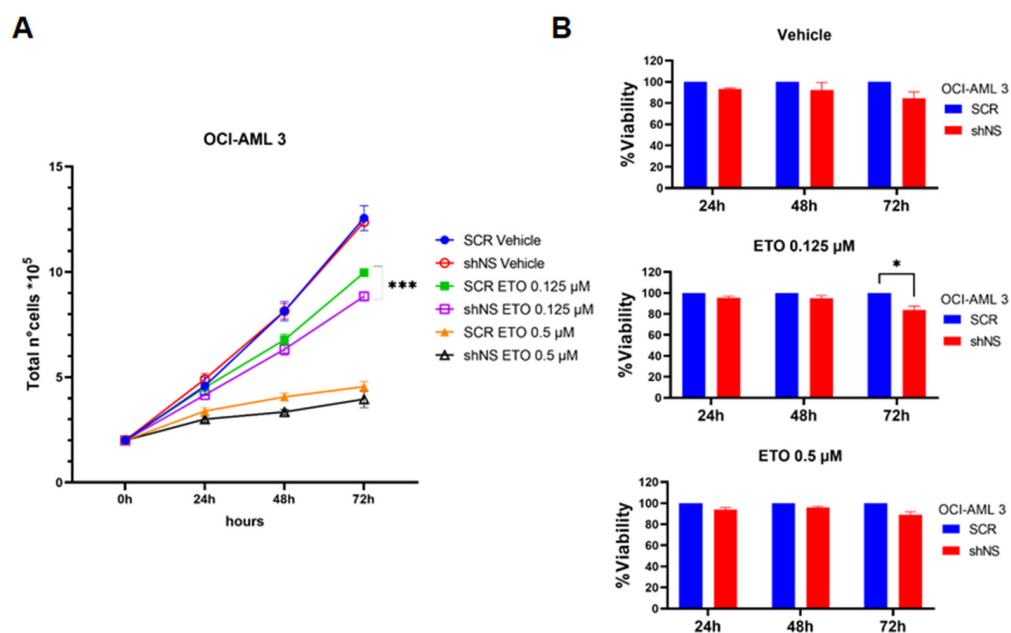 A
OCI-AML 3
Total nºcells *10⁵
15
10
5
0
0h 24h 48h 72h
hours
SCR Vehicle
shNS Vehicle
SCR ETO 0.125 µM
shNS ETO 0.125 µM
SCR ETO 0.5 µM
shNS ETO 0.5 µM
***
B
Vehicle
%Viability
120
100
80
60
40
20
0
24h 48h 72h
OCI-AML 3
SCR
shNS
ETO 0.125 µM
%Viability
120
100
80
60
40
20
0
*
24h 48h 72h
OCI-AML 3
SCR
shNS
ETO 0.5 µM
%Viability
120
100
80
60
40
20
0
24h 48h 72h
OCI-AML 3
SCR
shNS